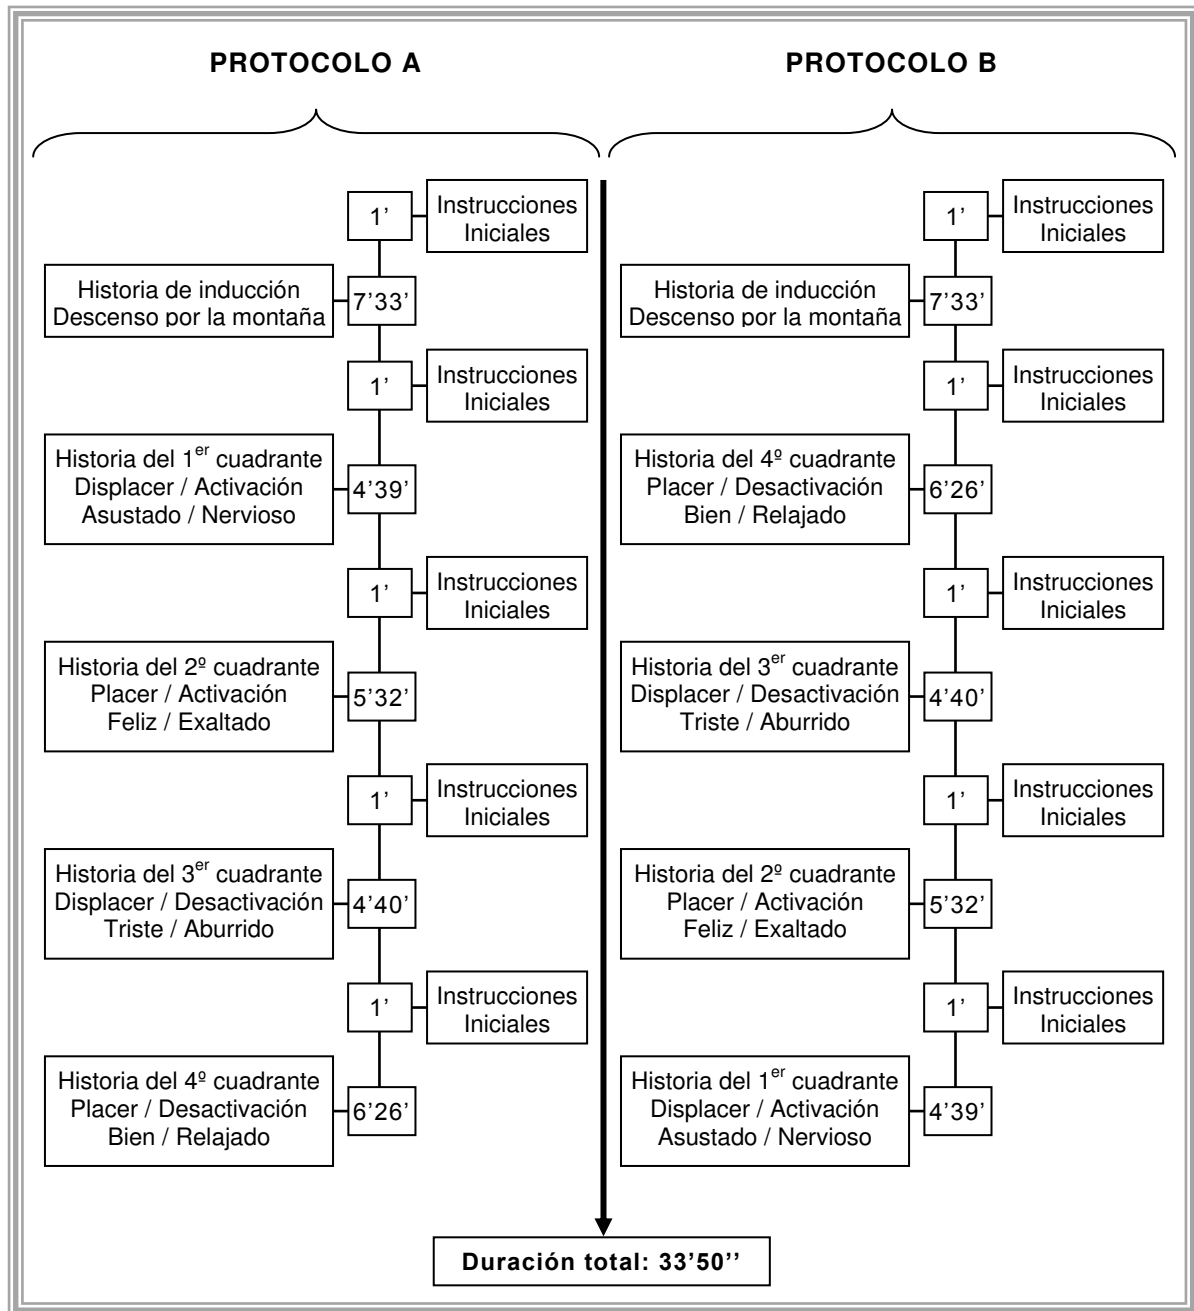 PROTOCOLO A
1’
Instrucciones
Iniciales
Historia de inducción
Descenso por la montaña
7’33’
1’
Instrucciones
Iniciales
Historia del 1er cuadrante
Displacer / Activación
Asustado / Nervioso
4’39’
1’
Instrucciones
Iniciales
Historia del 2º cuadrante
Placer / Activación
Feliz / Exaltado
5’32’
1’
Instrucciones
Iniciales
Historia del 3er cuadrante
Displacer / Desactivación
Triste / Aburrido
4’40’
1’
Instrucciones
Iniciales
Historia del 4º cuadrante
Placer / Desactivación
Bien / Relajado
6’26’
PROTOCOLO B
1’
Instrucciones
Iniciales
Historia de inducción
Descenso por la montaña
7’33’
1’
Instrucciones
Iniciales
Historia del 4º cuadrante
Placer / Desactivación
Bien / Relajado
6’26’
1’
Instrucciones
Iniciales
Historia del 3er cuadrante
Displacer / Desactivación
Triste / Aburrido
4’40’
1’
Instrucciones
Iniciales
Historia del 2º cuadrante
Placer / Activación
Feliz / Exaltado
5’32’
1’
Instrucciones
Iniciales
Historia del 1er cuadrante
Displacer / Activación
Asustado / Nervioso
4’39’
Duración total: 33’50’’